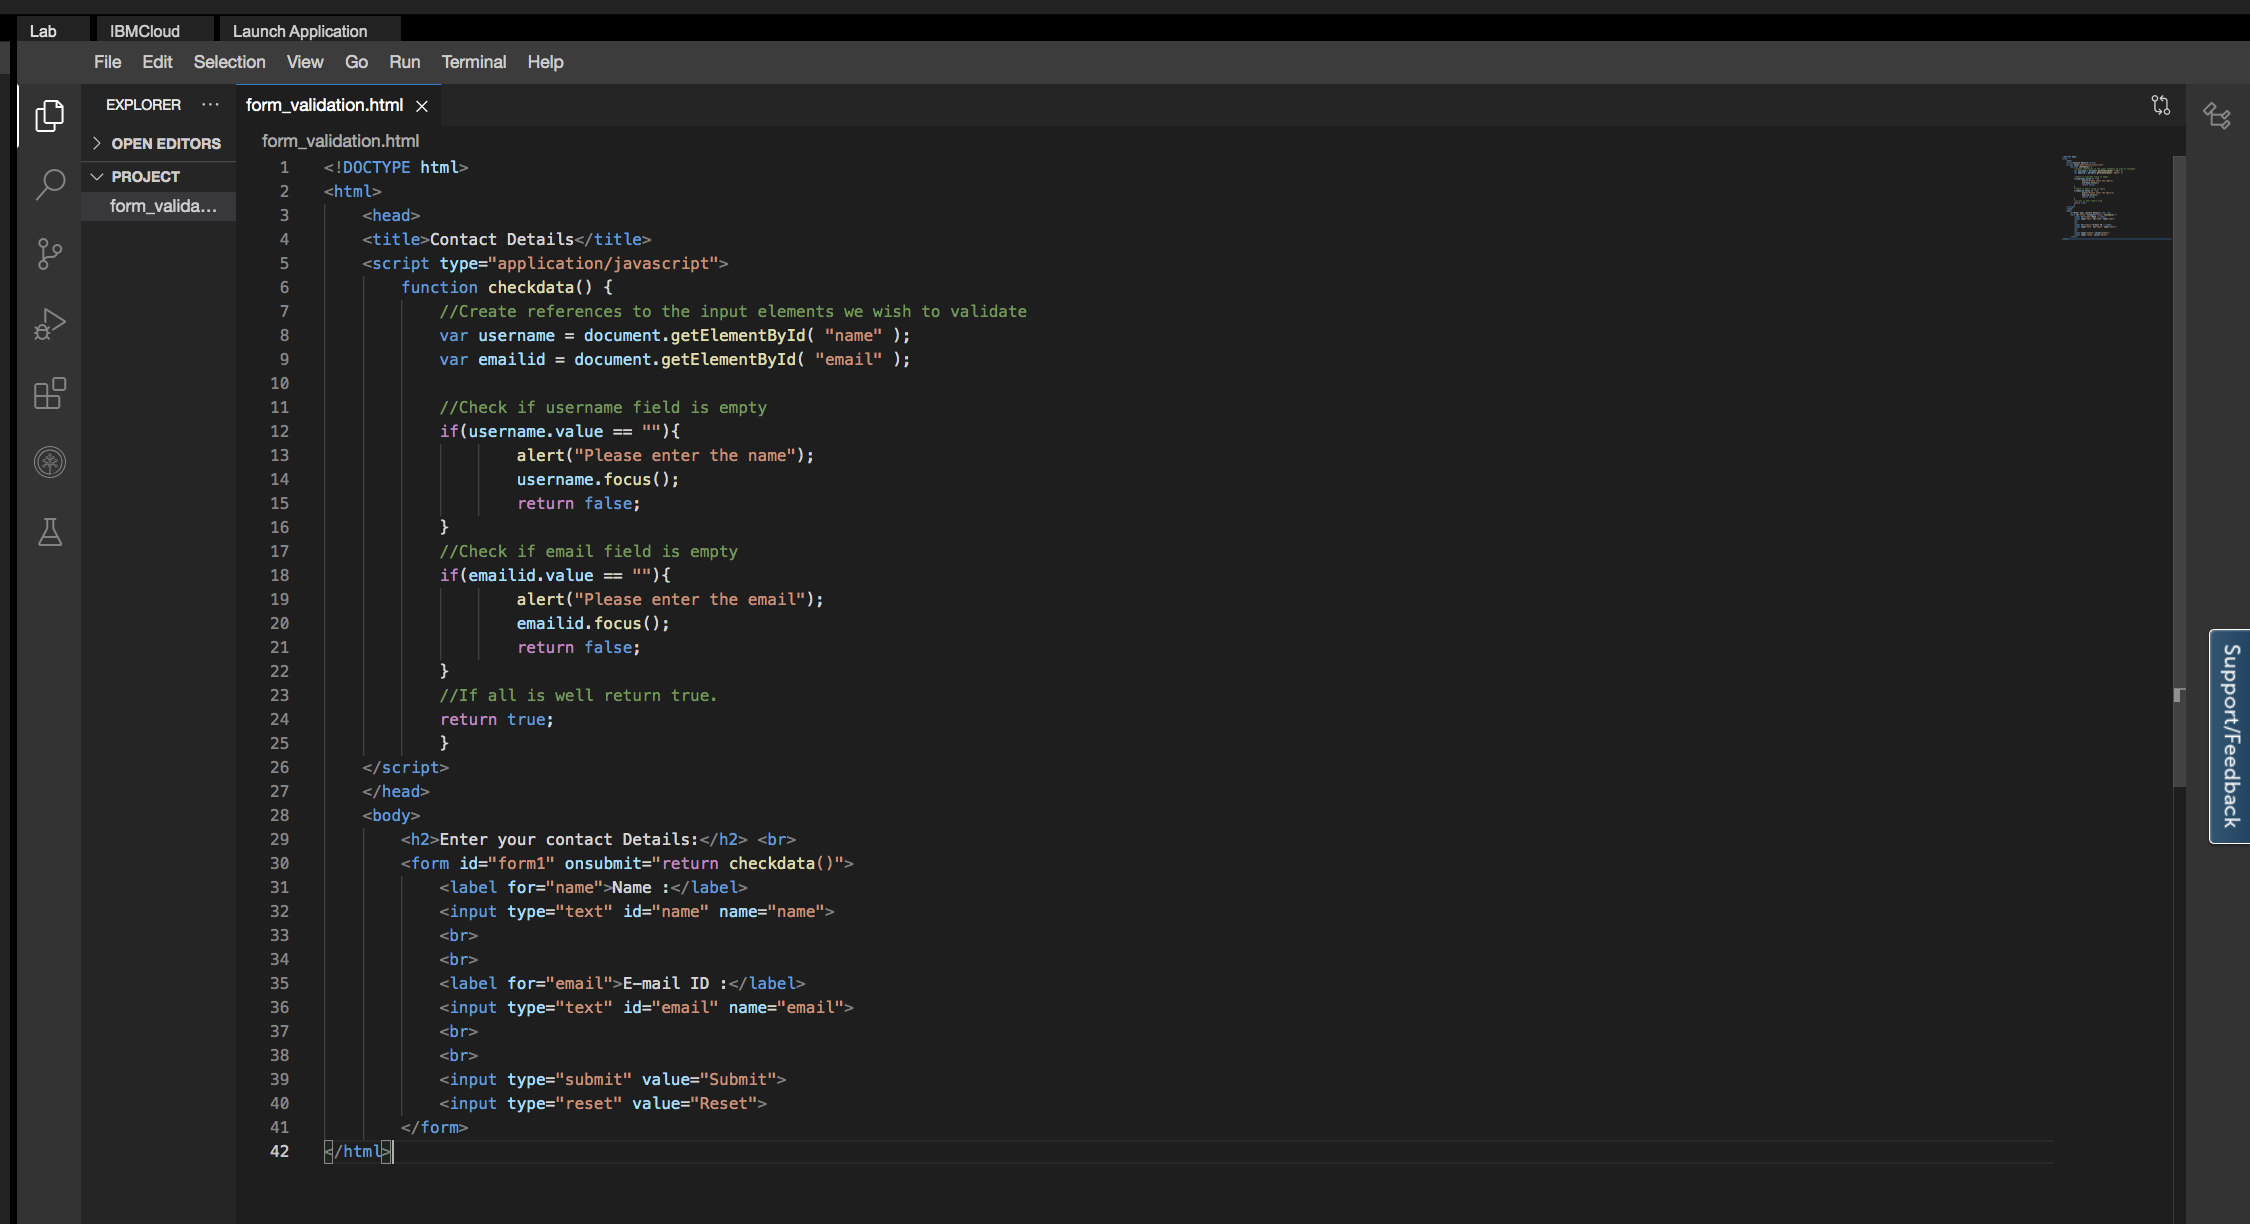 Lab IBMCloud Launch Application
File Edit Selection View Go Run Terminal Help
EXPLORER ···
OPEN EDITORS
PROJECT
form_valida...
form_validation.html ×
form_validation.html
1 <!DOCTYPE html>
2 <html>
3 <head>
4 <title>Contact Details</title>
5 <script type="application/javascript">
6 function checkdata() {
7 //Create references to the input elements we wish to validate
8 var username = document.getElementById( "name" );
9 var emailid = document.getElementById( "email" );
10
11 //Check if username field is empty
12 if(username.value == ""){
13 alert("Please enter the name");
14 username.focus();
15 return false;
16 }
17 //Check if email field is empty
18 if(emailid.value == ""){
19 alert("Please enter the email");
20 emailid.focus();
21 return false;
22 }
23 //If all is well return true.
24 return true;
25 }
26 </script>
27 </head>
28 <body>
29 <h2>Enter your contact Details:</h2> <br>
30 <form id="form1" onsubmit="return checkdata()">
31 <label for="name">Name :</label>
32 <input type="text" id="name" name="name">
33 <br>
34 <br>
35 <label for="email">E-mail ID :</label>
36 <input type="text" id="email" name="email">
37 <br>
38 <br>
39 <input type="submit" value="Submit">
40 <input type="reset" value="Reset">
41 </form>
42 </html>
Support/Feedback